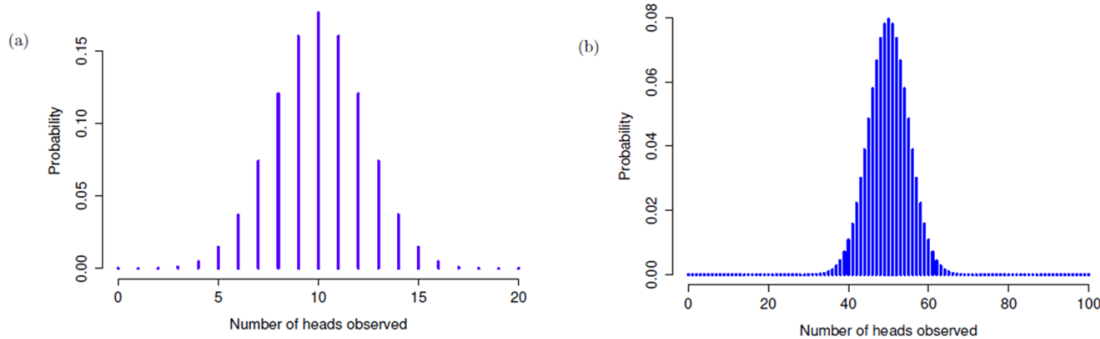 (a)
Probability
0.15
0.10
0.05
0.00
0 5 10 15 20
Number of heads observed
(b)
Probability
0.08
0.06
0.04
0.02
0.00
0 20 40 60 80 100
Number of heads observed